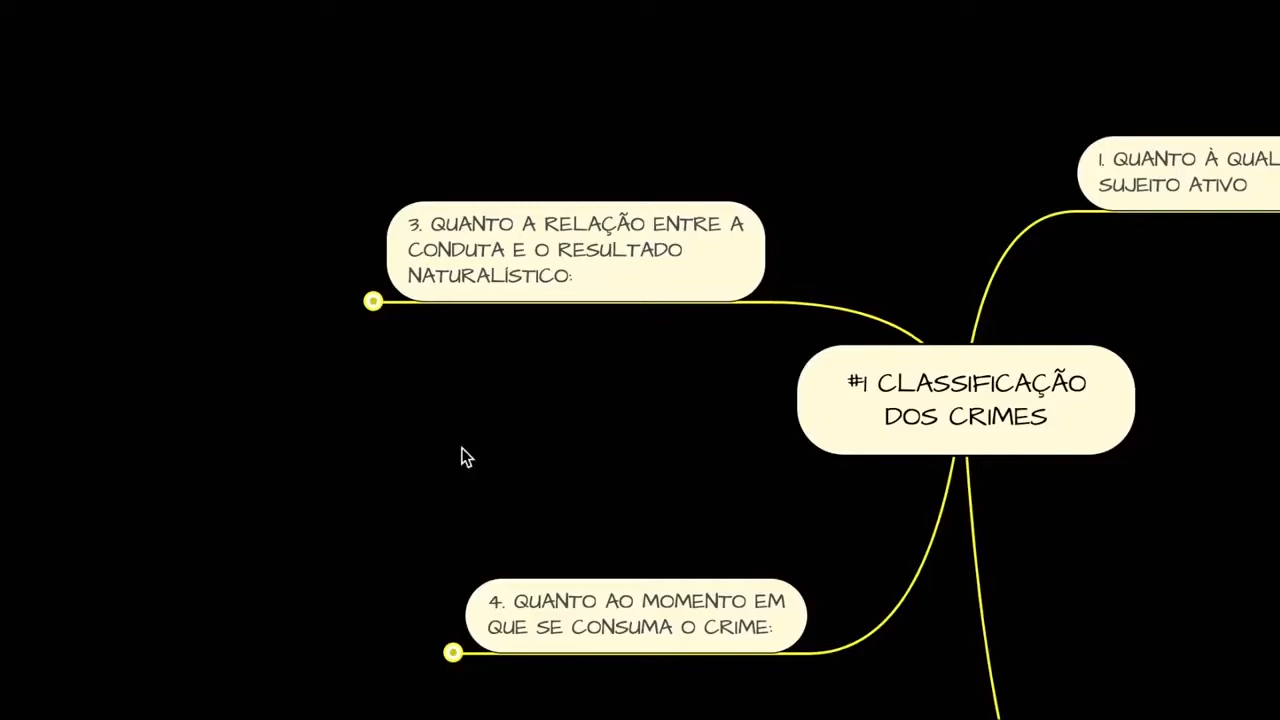 1. QUANTO À QUAL
SUJEITO ATIVO
3. QUANTO A RELAÇÃO ENTRE A
CONDUTA E O RESULTADO
NATURALÍSTICO:
#1 CLASSIFICAÇÃO
DOS CRIMES
4. QUANTO AO MOMENTO EM
QUE SE CONSUMA O CRIME: